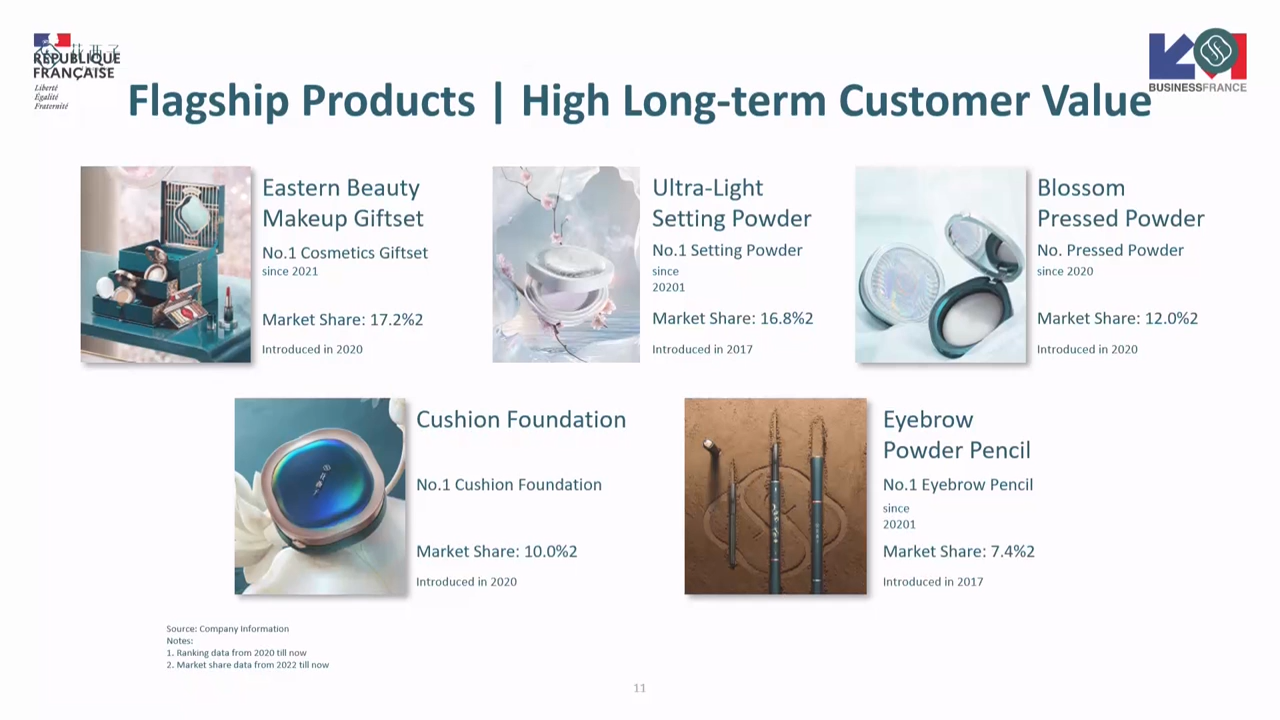 花西子
RÉPUBLIQUE
FRANÇAISE
Liberté
Égalité
Fraternité
BUSINESSFRANCE
Flagship Products | High Long-term Customer Value
Eastern Beauty
Makeup Giftset
No.1 Cosmetics Giftset
since 2021
Market Share: 17.2%2
Introduced in 2020
Ultra-Light
Setting Powder
No.1 Setting Powder
since
20201
Market Share: 16.8%2
Introduced in 2017
Blossom
Pressed Powder
No. Pressed Powder
since 2020
Market Share: 12.0%2
Introduced in 2020
Cushion Foundation
No.1 Cushion Foundation
Market Share: 10.0%2
Introduced in 2020
Eyebrow
Powder Pencil
No.1 Eyebrow Pencil
since
20201
Market Share: 7.4%2
Introduced in 2017
Source: Company Information
Notes:
1. Ranking data from 2020 till now
2. Market share data from 2022 till now
11